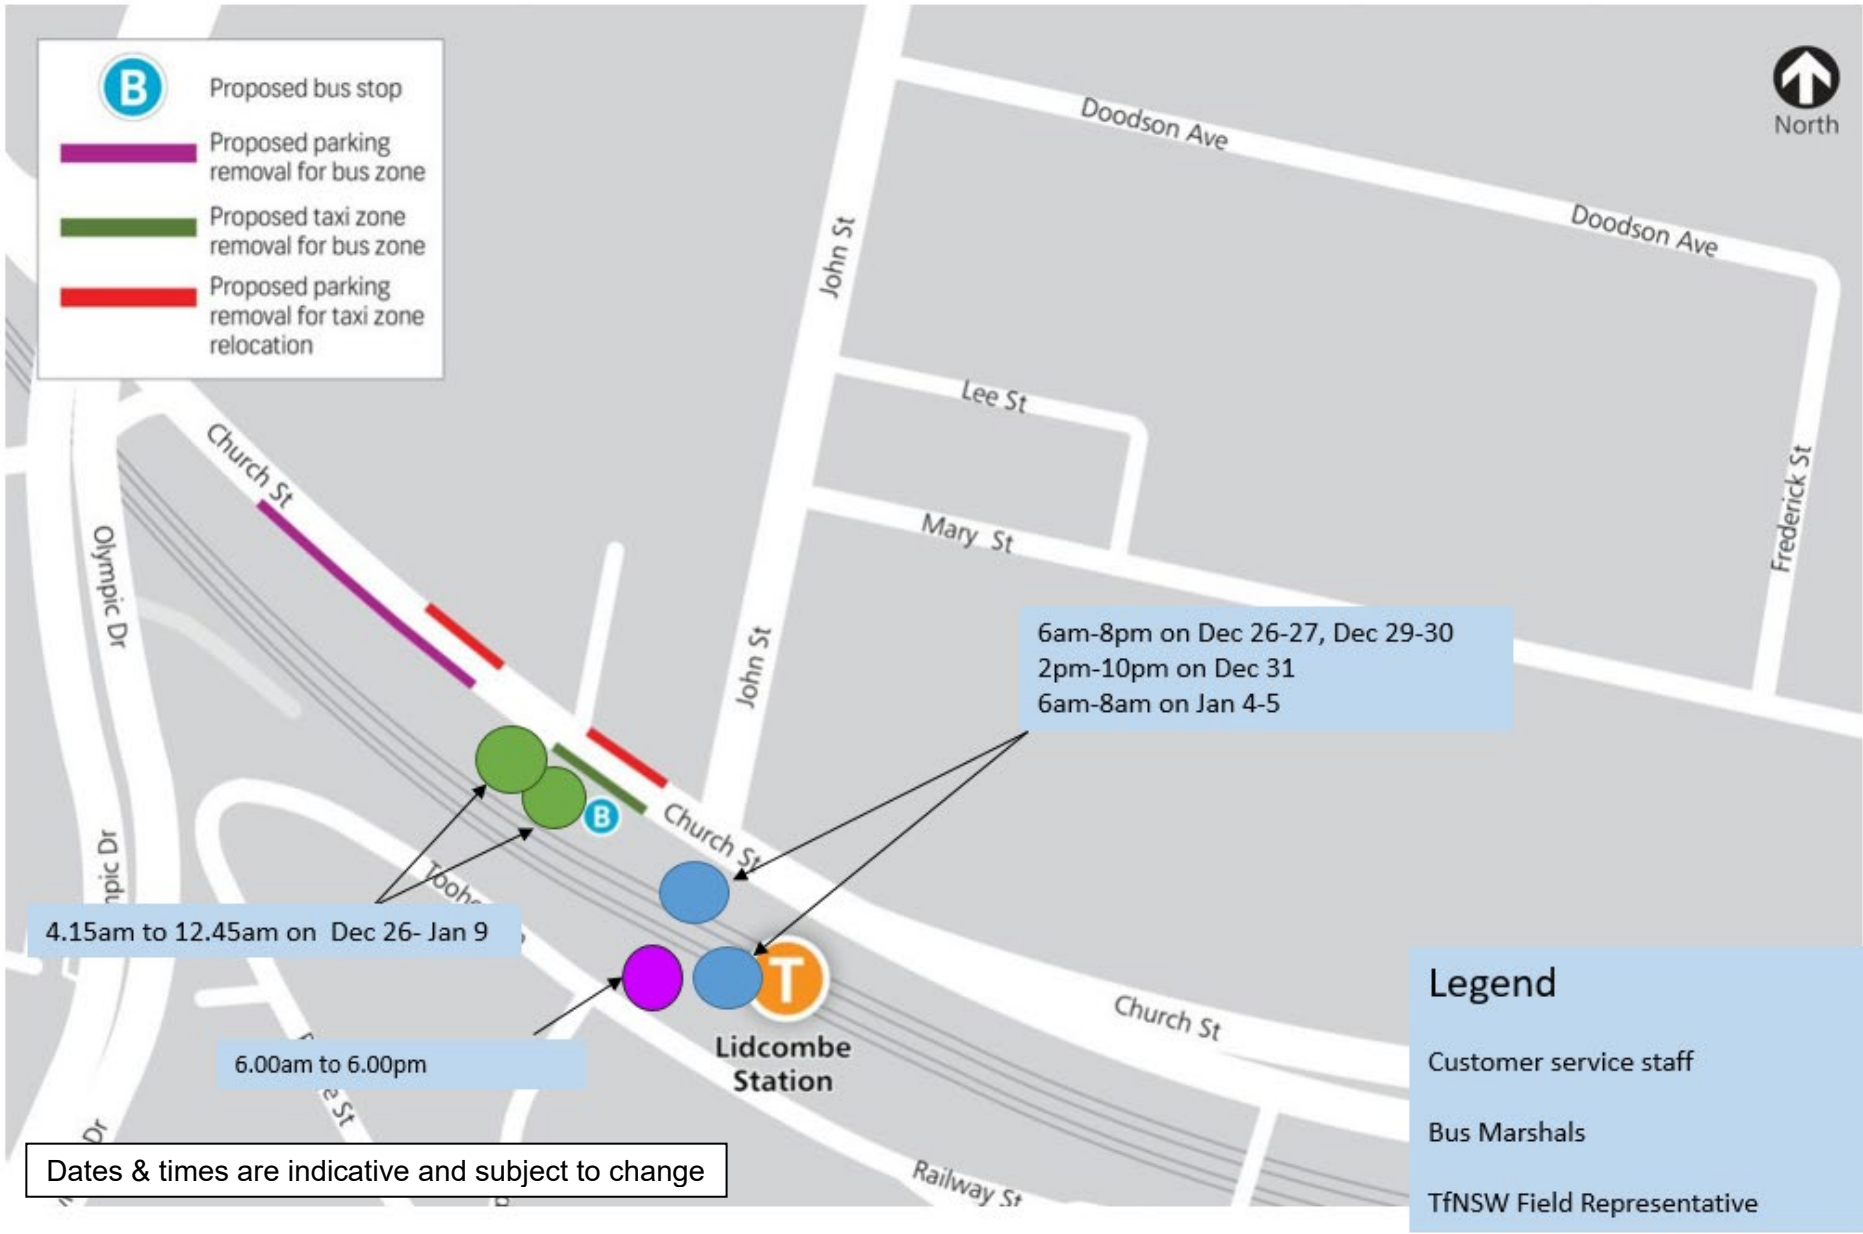 B
Proposed bus stop
Proposed parking
removal for bus zone
Proposed taxi zone
removal for bus zone
Proposed parking
removal for taxi zone
relocation
North
Doodson Ave
Doodson Ave
John St
Lee St
Church St
Mary St
Frederick St
Olympic Dr
John St
6am-8pm on Dec 26-27, Dec 29-30
2pm-10pm on Dec 31
6am-8am on Jan 4-5
B
Church St
4.15am to 12.45am on Dec 26- Jan 9
T
Lidcombe
Station
6.00am to 6.00pm
Church St
Legend
Customer service staff
Bus Marshals
TfNSW Field Representative
Dr
Dates & times are indicative and subject to change
Railway St